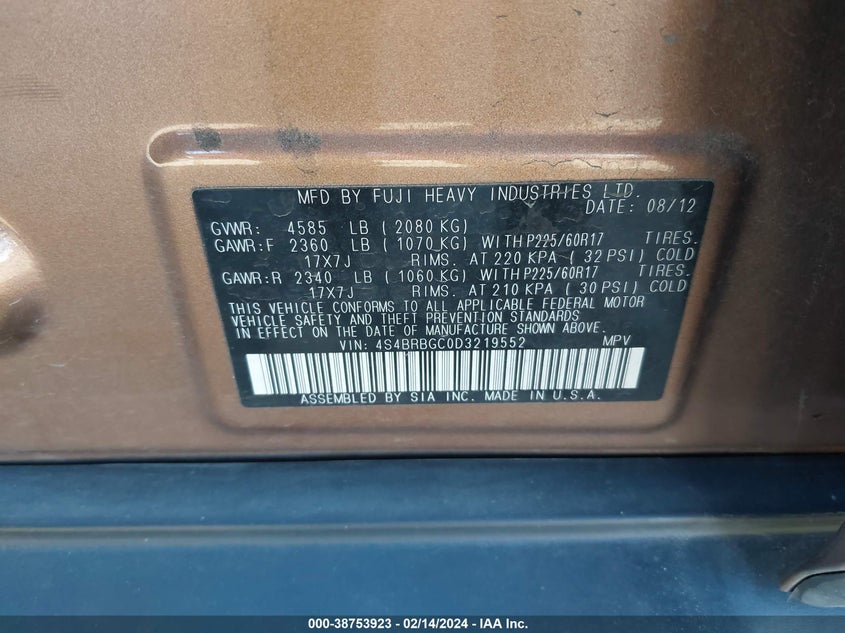 MFD BY FUJI HEAVY INDUSTRIES LTD.
DATE: 08/12
GVWR: 4585 LB ( 2080 KG)
GAWR:F 2360 LB ( 1070 KG) WITH P225/60R17 TIRES.
17X7J RIMS. AT 220 KPA ( 32 PSI) COLD
GAWR:R 2340 LB ( 1060 KG) WITH P225/60R17 TIRES.
17X7J RIMS. AT 210 KPA ( 30 PSI) COLD
THIS VEHICLE CONFORMS TO ALL APPLICABLE FEDERAL MOTOR
VEHICLE SAFETY AND THEFT PREVENTION STANDARDS
IN EFFECT ON THE DATE OF MANUFACTURE SHOWN ABOVE.
VIN: 4S4BRBGC0D3219552 MPV
ASSEMBLED BY SIA INC. MADE IN U.S.A.
000-38753923 / 02/14/2024 - IAA Inc.